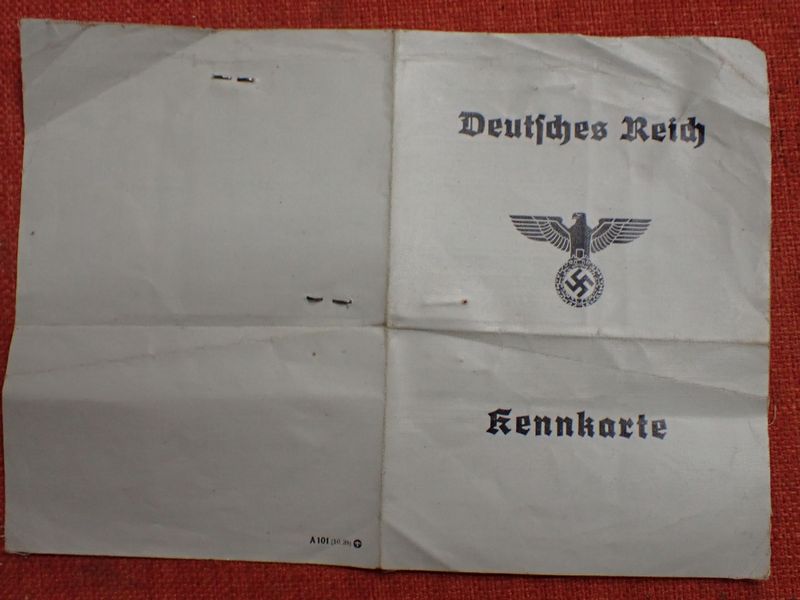 Deutsches Reich
Kennkarte
A 101